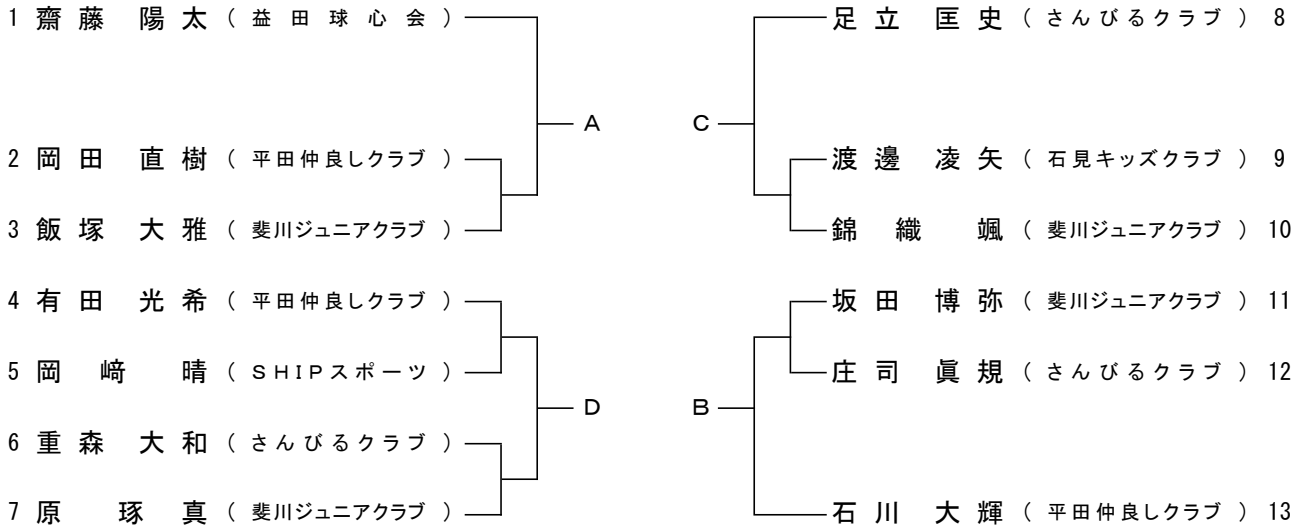 1 齋藤 陽太 ( 益田球心会 )
A
2 岡田 直樹 ( 平田仲良しクラブ )
3 飯塚 大雅 ( 斐川ジュニアクラブ )
4 有田 光希 ( 平田仲良しクラブ )
5 岡﨑 晴 ( SHIPスポーツ )
D
6 重森 大和 ( さんびるクラブ )
7 原 琢真 ( 斐川ジュニアクラブ )
足立 匡史 ( さんびるクラブ ) 8
C
渡邊 凌矢 ( 石見キッズクラブ ) 9
錦織 颯 ( 斐川ジュニアクラブ ) 10
坂田 博弥 ( 斐川ジュニアクラブ ) 11
庄司 眞規 ( さんびるクラブ ) 12
B
石川 大輝 ( 平田仲良しクラブ ) 13